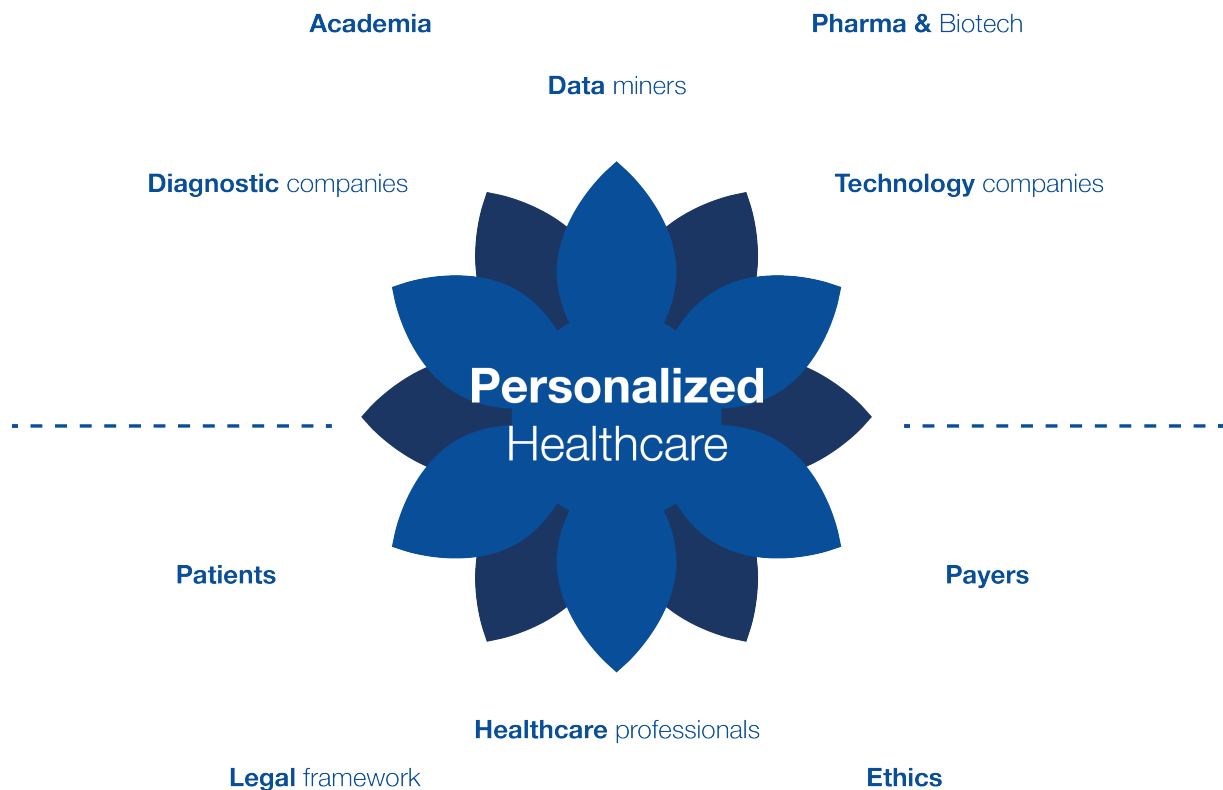 Academia
Pharma & Biotech
Data miners
Diagnostic companies
Technology companies
Personalized
Healthcare
Patients
Payers
Healthcare professionals
Legal framework
Ethics